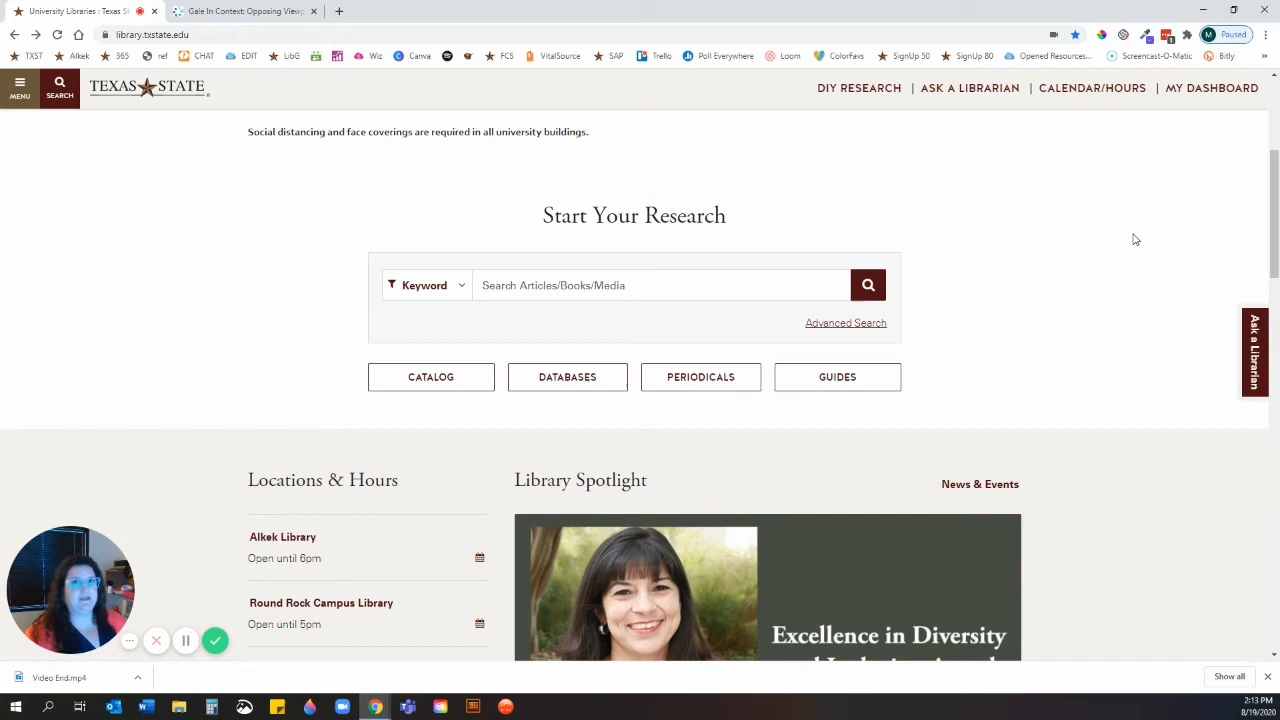 University Libraries : Texas St
Gale In Context: Opposing Viewp
library.txstate.edu
M Paused
TXST Alkek 365 ref CHAT EDIT LibG Wiz Canva FCS VitalSource SAP Trello Poll Everywhere Loom ColorFavs SignUp 50 SignUp 80 Opened Resources... Screencast-O-Matic Bitly
MENU SEARCH TEXAS STATE DIY RESEARCH | ASK A LIBRARIAN | CALENDAR/HOURS | MY DASHBOARD
Social distancing and face coverings are required in all university buildings.
Start Your Research
Keyword Search Articles/Books/Media
Advanced Search
CATALOG DATABASES PERIODICALS GUIDES
Ask a Librarian
Locations & Hours
Library Spotlight
News & Events
Alkek Library
Open until 6pm
Round Rock Campus Library
Open until 5pm
Excellence in Diversity
Video End.mp4
Show all
2:13 PM
8/19/2020